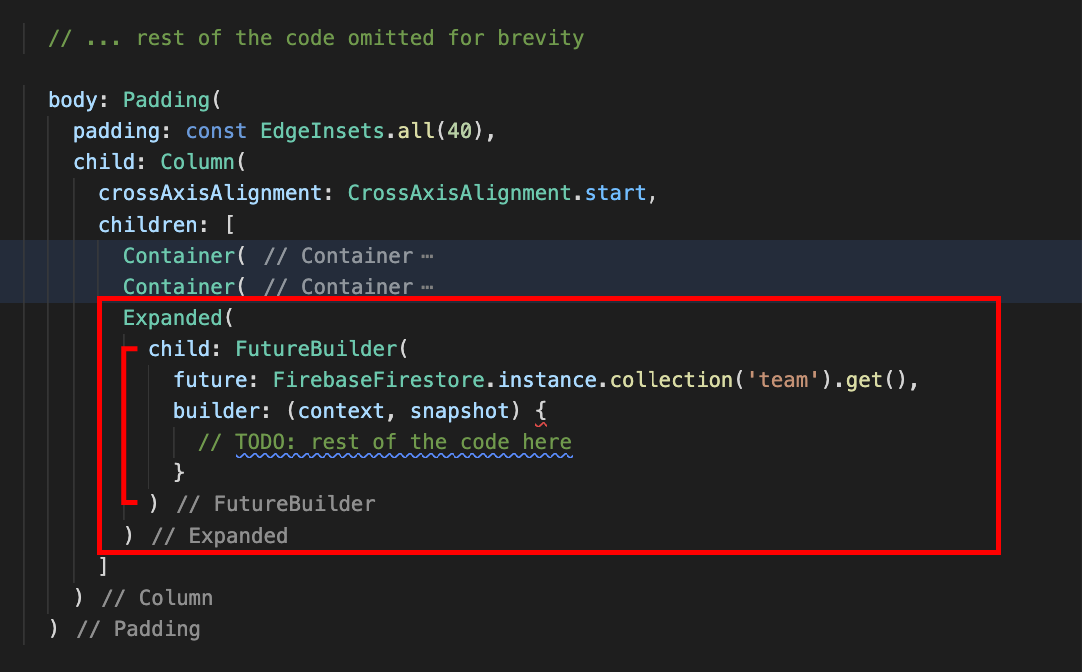 // ... rest of the code omitted for brevity
body: Padding(
padding: const EdgeInsets.all(40),
child: Column(
crossAxisAlignment: CrossAxisAlignment.start,
children: [
Container( // Container ⋯
Container( // Container ⋯
Expanded(
child: FutureBuilder(
future: FirebaseFirestore.instance.collection('team').get(),
builder: (context, snapshot) {
// TODO: rest of the code here
}
) // FutureBuilder
) // Expanded
]
) // Column
) // Padding